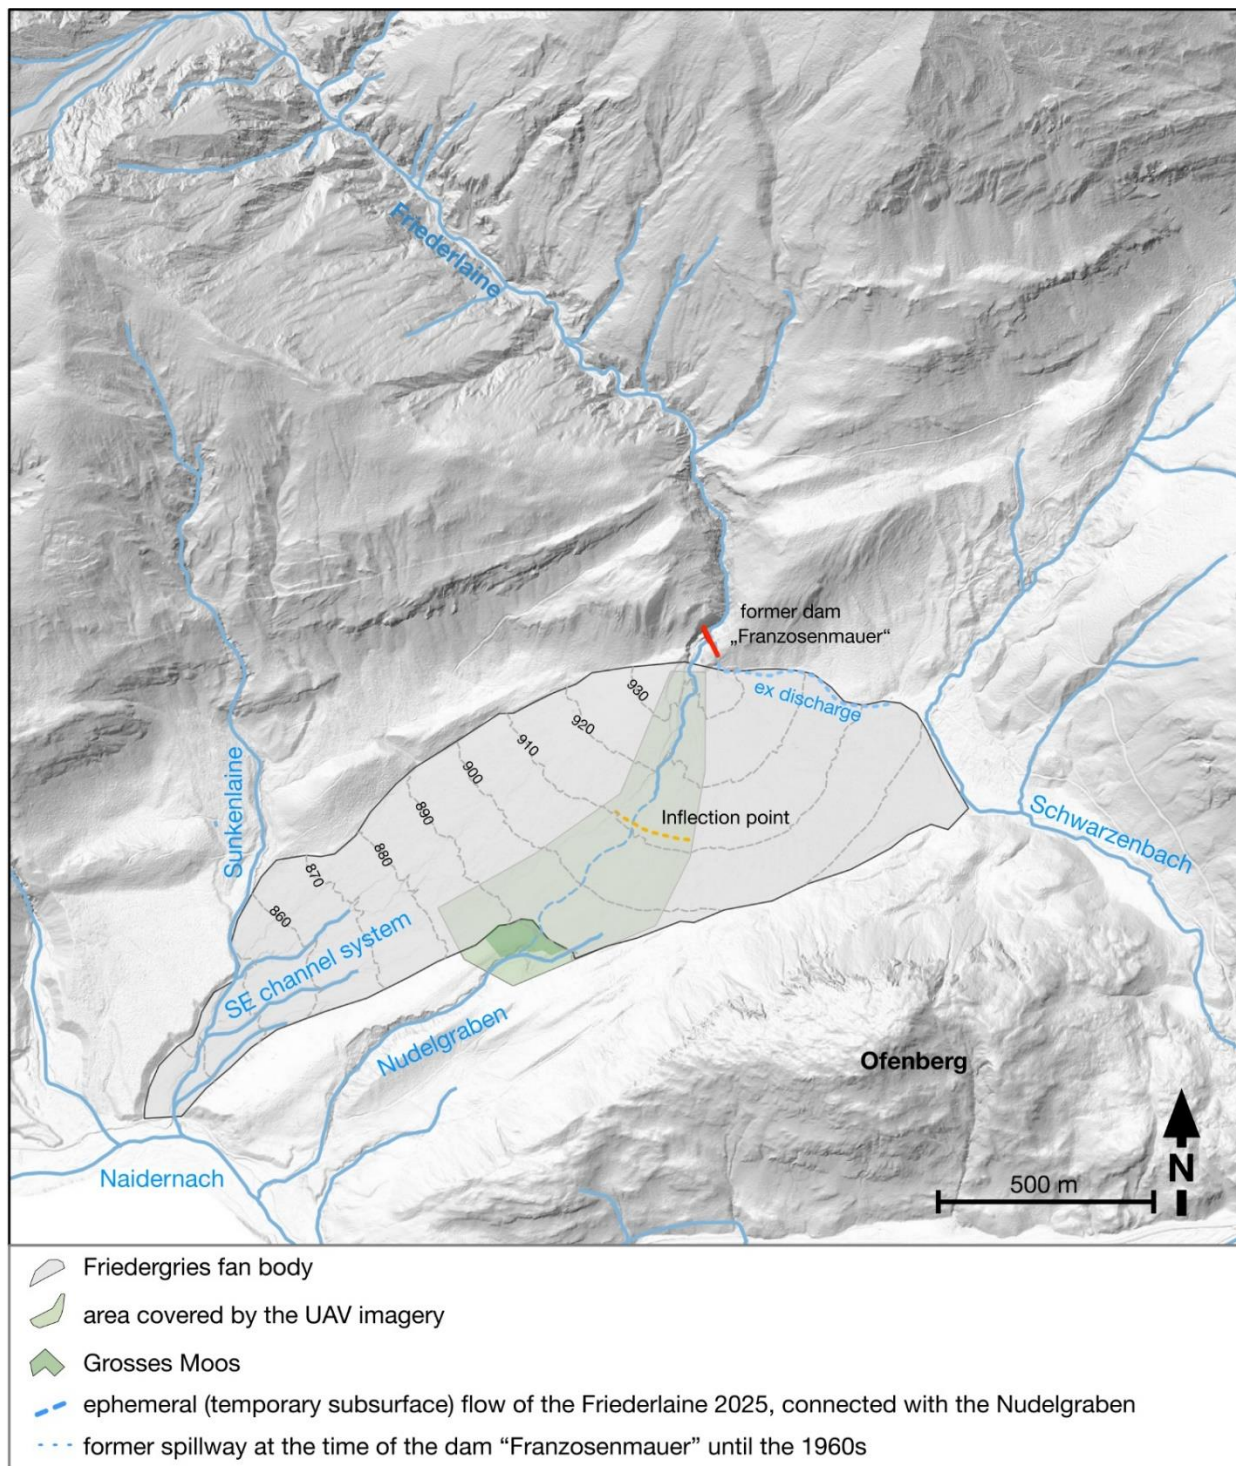 Friederlaine
former dam
„Franzosenmauer“
ex discharge
930
920
910
900
890
880
870
860
Inflection point
Sunkenlaine
Schwarzenbach
SE channel system
Nudelgraben
Ofenberg
Naidernach
N
500 m
Friedergries fan body
area covered by the UAV imagery
Grosses Moos
ephemeral (temporary subsurface) flow of the Friederlaine 2025, connected with the Nudelgraben
former spillway at the time of the dam “Franzosenmauer” until the 1960s